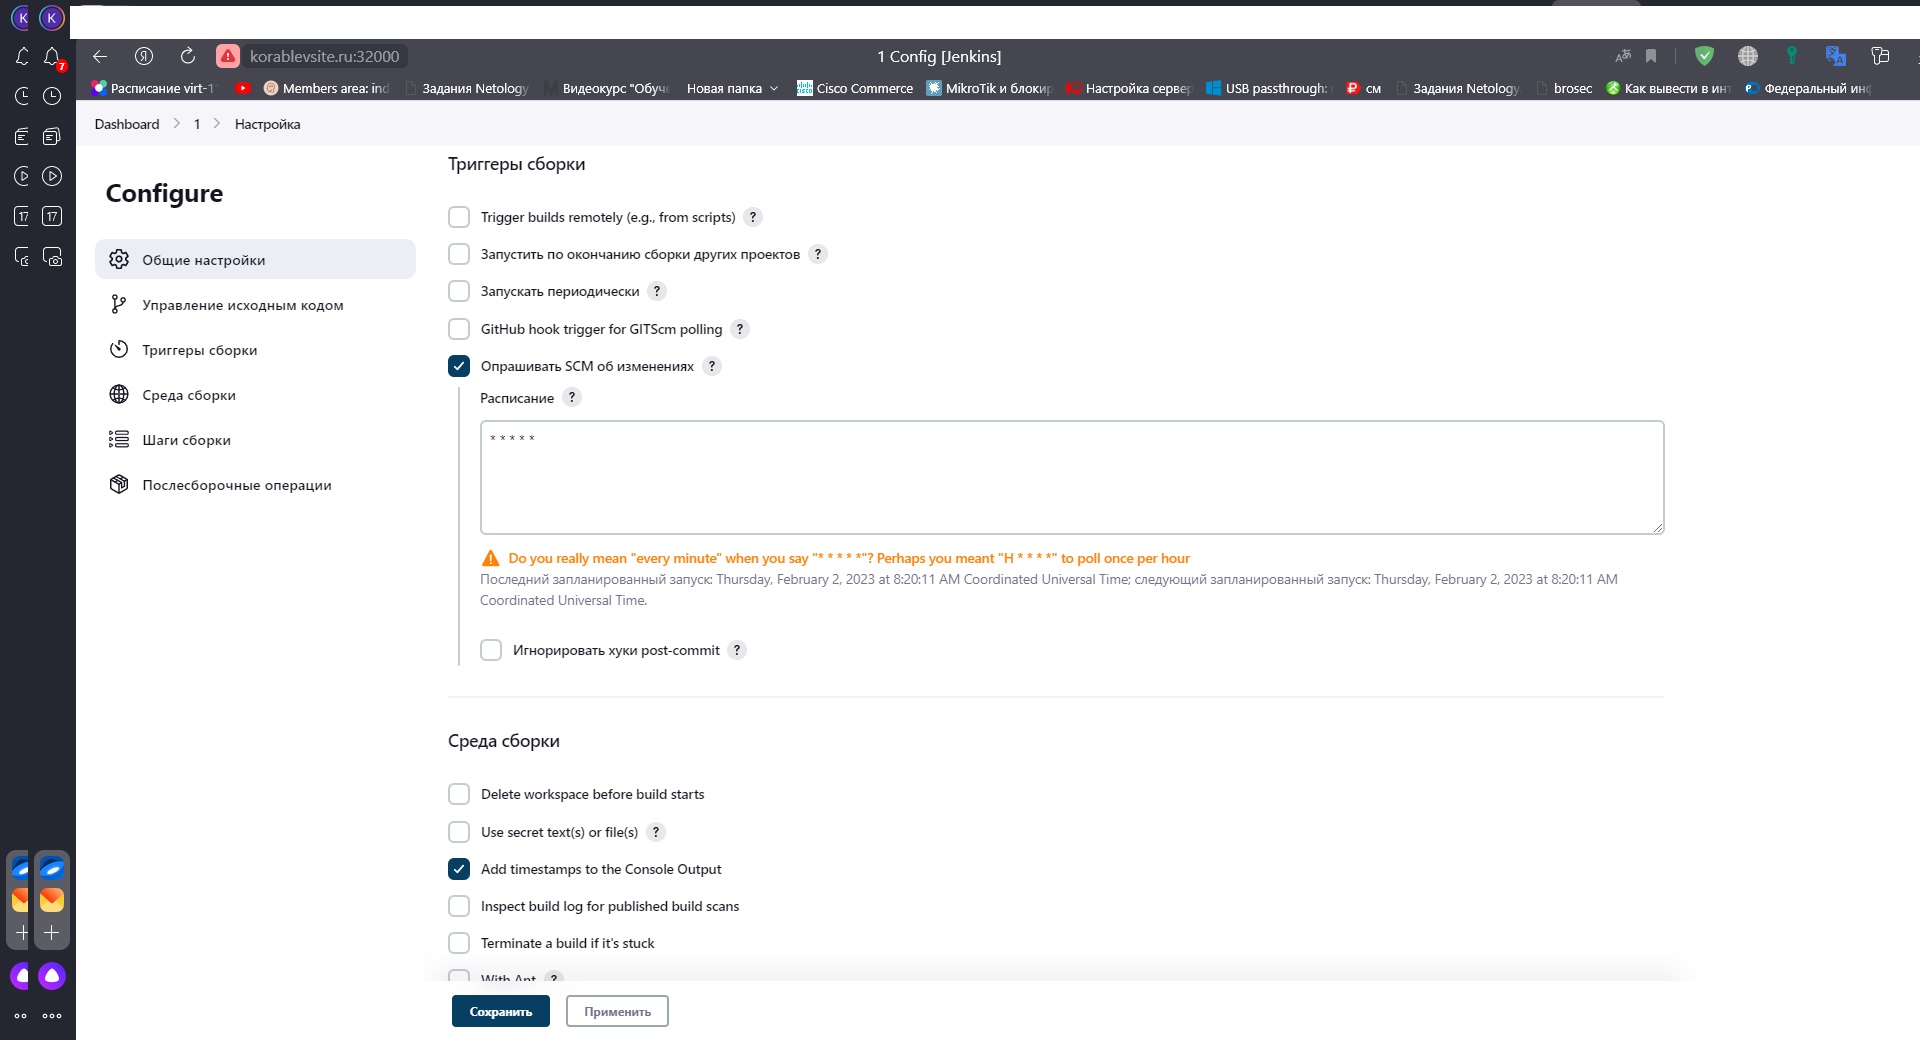 K K
7
korablevsite.ru:32000
1 Config [Jenkins]
Расписание virt-1
Members area: ind
Задания Netology
Видеокурс "Обуч
Новая папка
Cisco Commerce
MikroTik и блокир
Настройка сервер
USB passthrough:
см
Задания Netology
brosec
Как вывести в инт
Федеральный инф
17 17
Dashboard > 1 > Настройка
Configure
Общие настройки
Управление исходным кодом
Триггеры сборки
Среда сборки
Шаги сборки
Послесборочные операции
Триггеры сборки
Trigger builds remotely (e.g., from scripts) ?
Запустить по окончанию сборки других проектов ?
Запускать периодически ?
GitHub hook trigger for GITScm polling ?
Опрашивать SCM об изменениях ?
Расписание ?
* * * * *
Do you really mean "every minute" when you say "* * * * *"? Perhaps you meant "H * * * *" to poll once per hour
Последний запланированный запуск: Thursday, February 2, 2023 at 8:20:11 AM Coordinated Universal Time; следующий запланированный запуск: Thursday, February 2, 2023 at 8:20:11 AM
Coordinated Universal Time.
Игнорировать хуки post-commit ?
Среда сборки
Delete workspace before build starts
Use secret text(s) or file(s) ?
Add timestamps to the Console Output
Inspect build log for published build scans
Terminate a build if it's stuck
With Ant ?
Сохранить
Применить